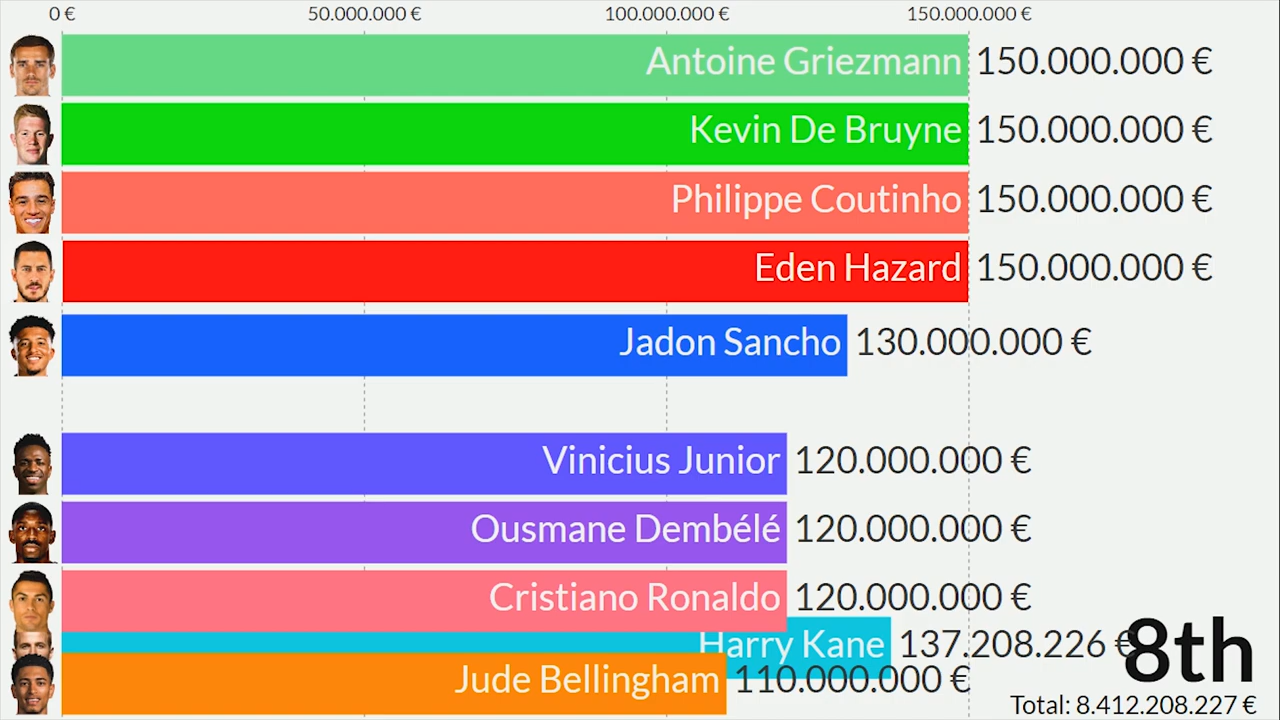 0 € 50.000.000 € 100.000.000 € 150.000.000 €
Antoine Griezmann 150.000.000 €
Kevin De Bruyne 150.000.000 €
Philippe Coutinho 150.000.000 €
Eden Hazard 150.000.000 €
Jadon Sancho 130.000.000 €
Vinicius Junior 120.000.000 €
Ousmane Dembélé 120.000.000 €
Cristiano Ronaldo 120.000.000 €
Harry Kane 137.208.226 €
8th
Jude Bellingham 110.000.000 €
Total: 8.412.208.227 €